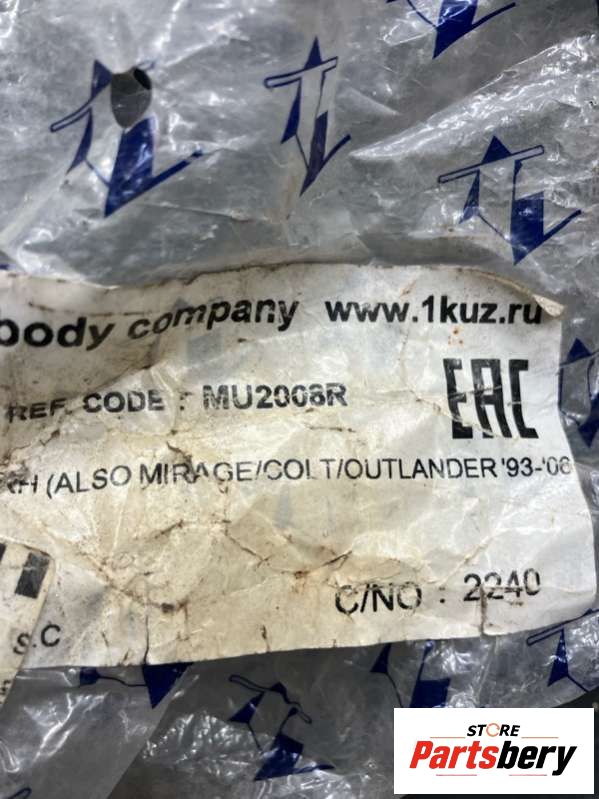 body company www.1kuz.ru
REF. CODE : MU2008R
EAC
RH (ALSO MIRAGE/COLT/OUTLANDER '93-'06
C/NO : 2240
S.C
STORE
Partsbery